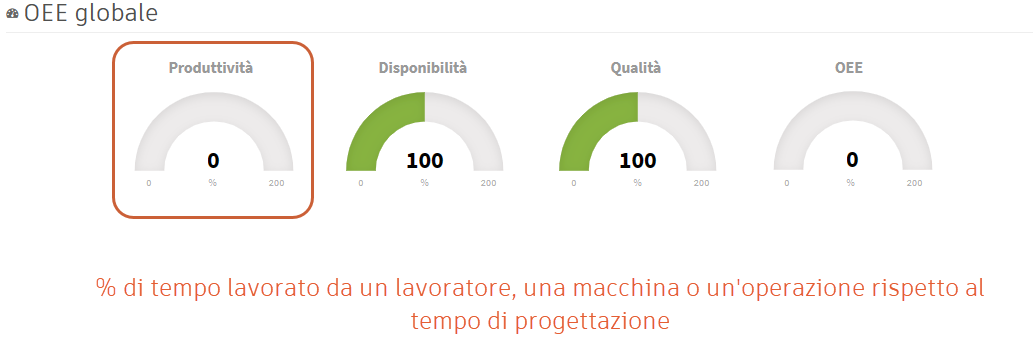 OEE globale
Produttività Disponibilità Qualità OEE
0 100 100 0
0 % 200 0 % 200 0 % 200 0 % 200
% di tempo lavorato da un lavoratore, una macchina o un'operazione rispetto al
tempo di progettazione